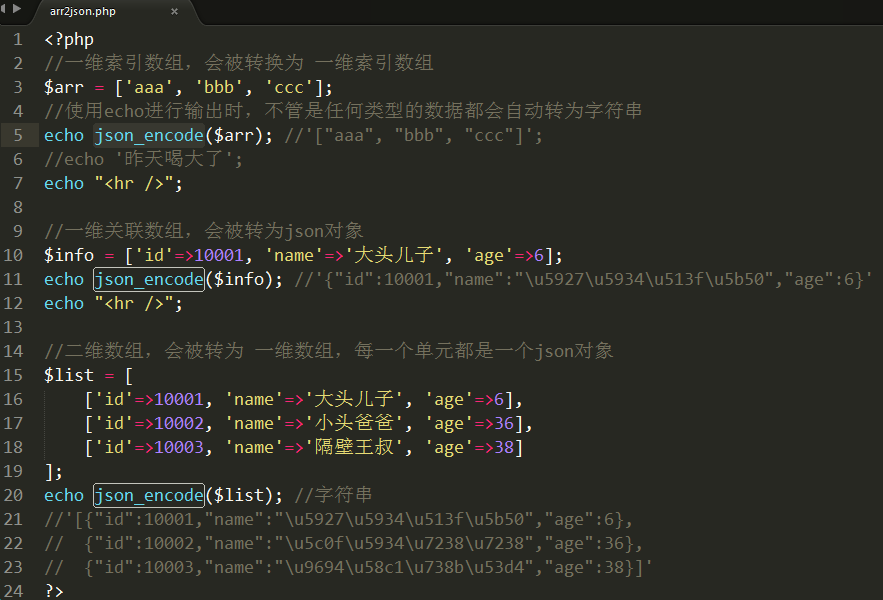 arr2json.php ×
1 <?php
2 //一维索引数组，会被转换为 一维索引数组
3 $arr = ['aaa', 'bbb', 'ccc'];
4 //使用echo进行输出时，不管是任何类型的数据都会自动转为字符串
5 echo json_encode($arr); //'["aaa", "bbb", "ccc"]';
6 //echo '昨天喝大了';
7 echo "<hr />";
8
9 //一维关联数组，会被转为json对象
10 $info = ['id'=>10001, 'name'=>'大头儿子', 'age'=>6];
11 echo json_encode($info); //'{"id":10001,"name":"\u5927\u5934\u513f\u5b50","age":6}'
12 echo "<hr />";
13
14 //二维数组，会被转为 一维数组，每一个单元都是一个json对象
15 $list = [
16 ['id'=>10001, 'name'=>'大头儿子', 'age'=>6],
17 ['id'=>10002, 'name'=>'小头爸爸', 'age'=>36],
18 ['id'=>10003, 'name'=>'隔壁王叔', 'age'=>38]
19 ];
20 echo json_encode($list); //字符串
21 //'[{"id":10001,"name":"\u5927\u5934\u513f\u5b50","age":6},
22 // {"id":10002,"name":"\u5c0f\u5934\u7238\u7238","age":36},
23 // {"id":10003,"name":"\u9694\u58c1\u738b\u53d4","age":38}]'
24 ?>